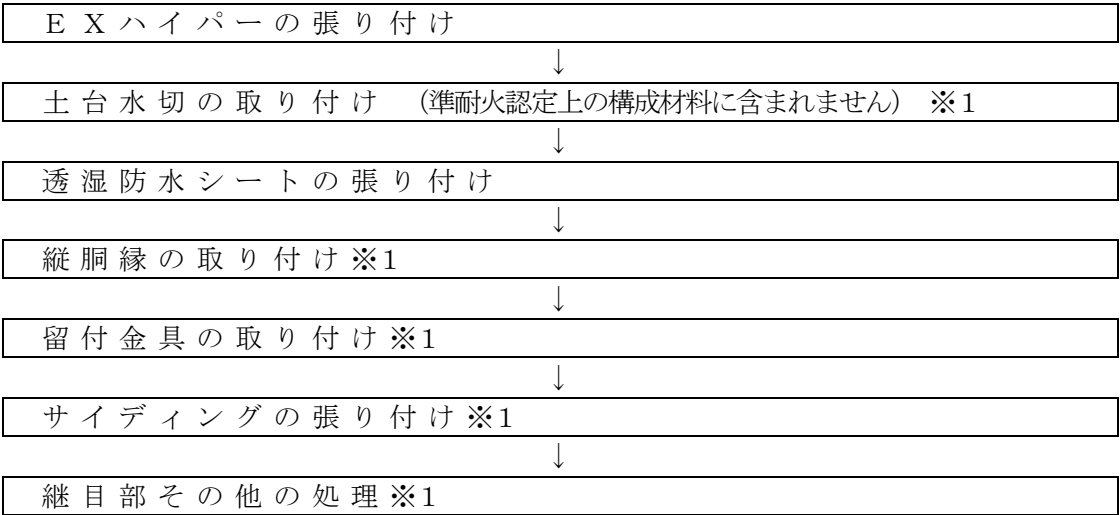 ＥＸハイパーの張り付け
↓
土台水切の取り付け （準耐火認定上の構成材料に含まれません） ※1
↓
透湿防水シートの張り付け
↓
縦胴縁の取り付け※1
↓
留付金具の取り付け※1
↓
サイディングの張り付け※1
↓
継目部その他の処理※1